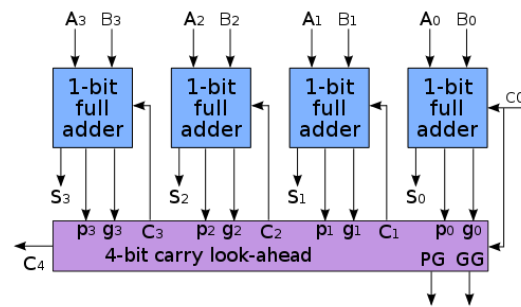 A3 B3 A2 B2 A1 B1 A0 B0
1-bit full adder 1-bit full adder 1-bit full adder 1-bit full adder
C0
S3 S2 S1 S0
p3 g3 C3 p2 g2 C2 p1 g1 C1 p0 g0
4-bit carry look-ahead PG GG
C4